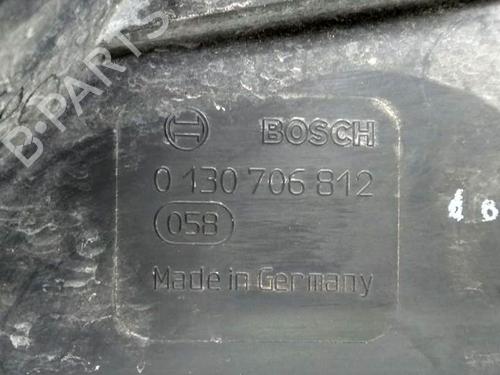 B-PARTS
BOSCH
0 130 706 812
058
Made in Germany